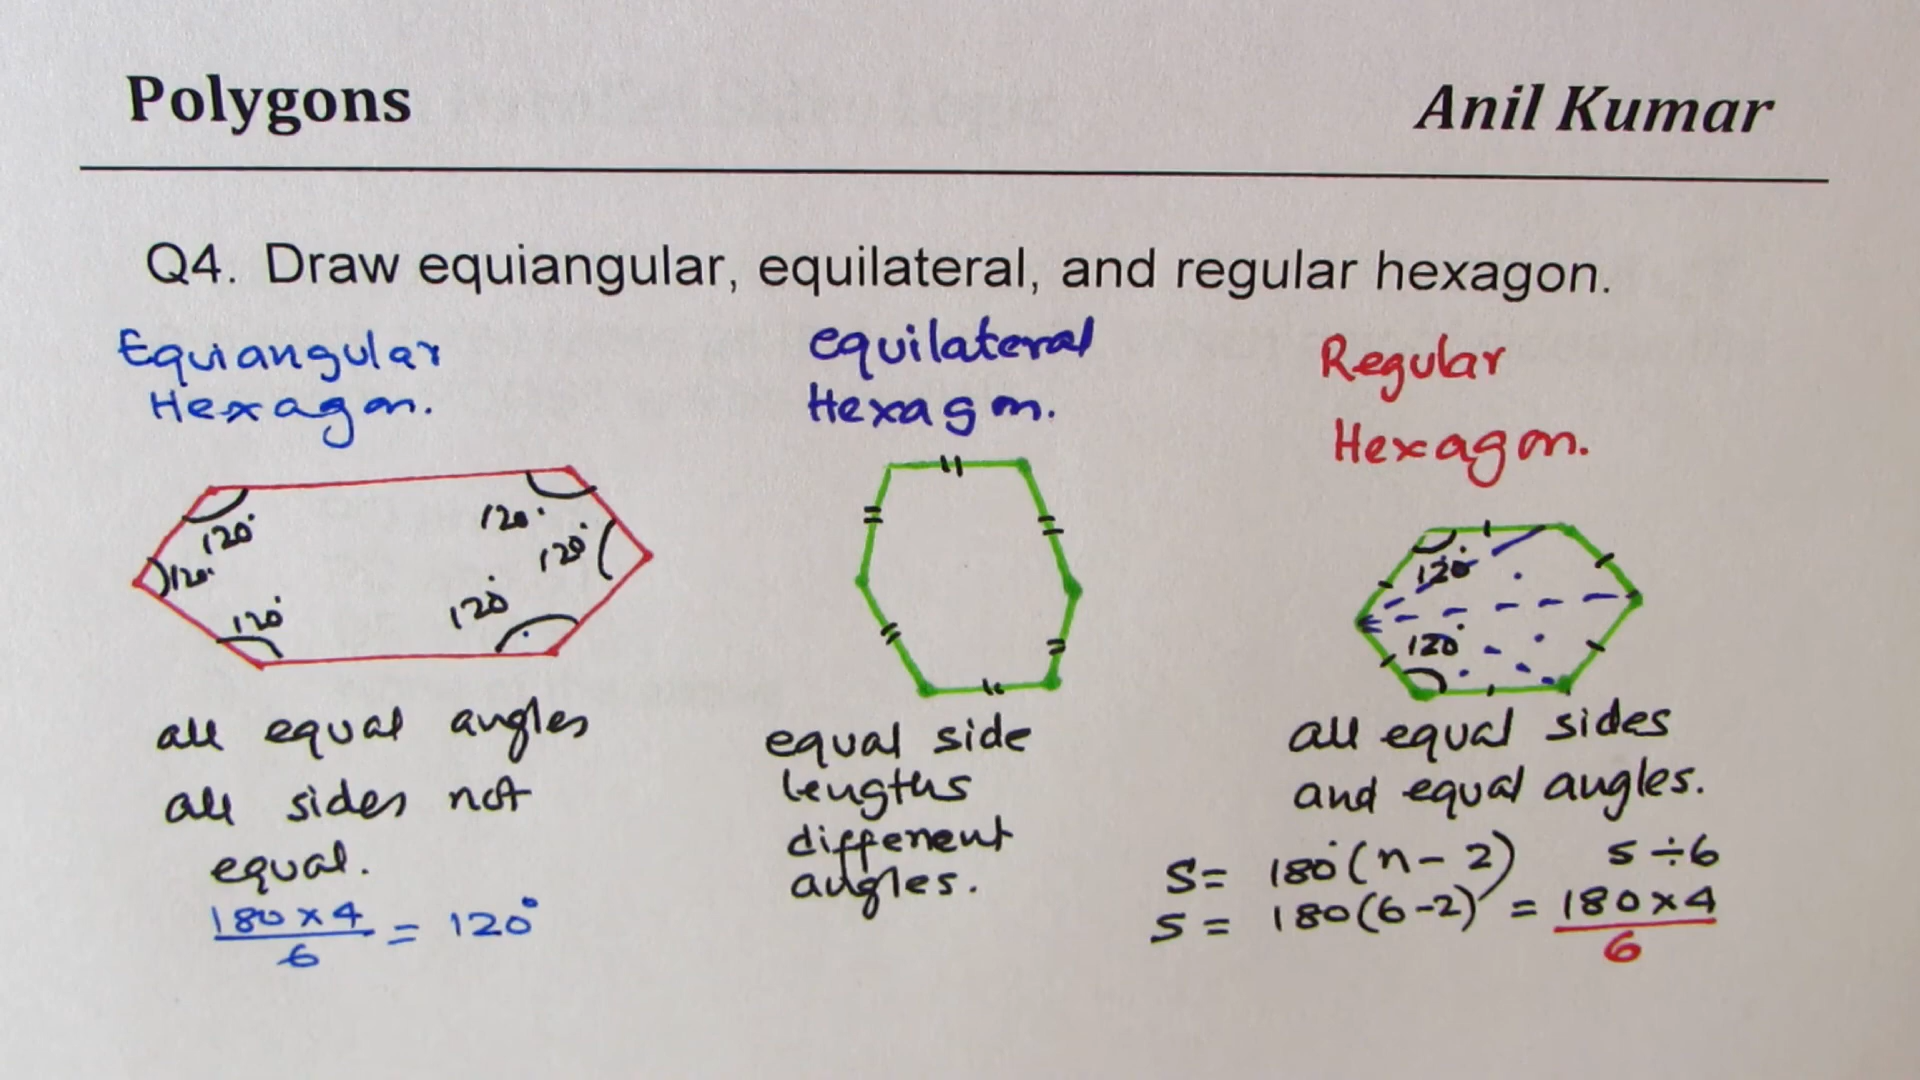 Polygons
Anil Kumar
Q4. Draw equiangular, equilateral, and regular hexagon.
Equiangular
Hexagon.
120°
120°
120°
120°
120°
120°
all equal angles
all sides not
equal.
180 x 4
6
= 120°
equilateral
Hexagon.
equal side
lengths
different
angles.
Regular
Hexagon.
120°
120°
all equal sides
and equal angles.
S = 180°(n - 2) S ÷ 6
S = 180(6-2) = 180 x 4
6